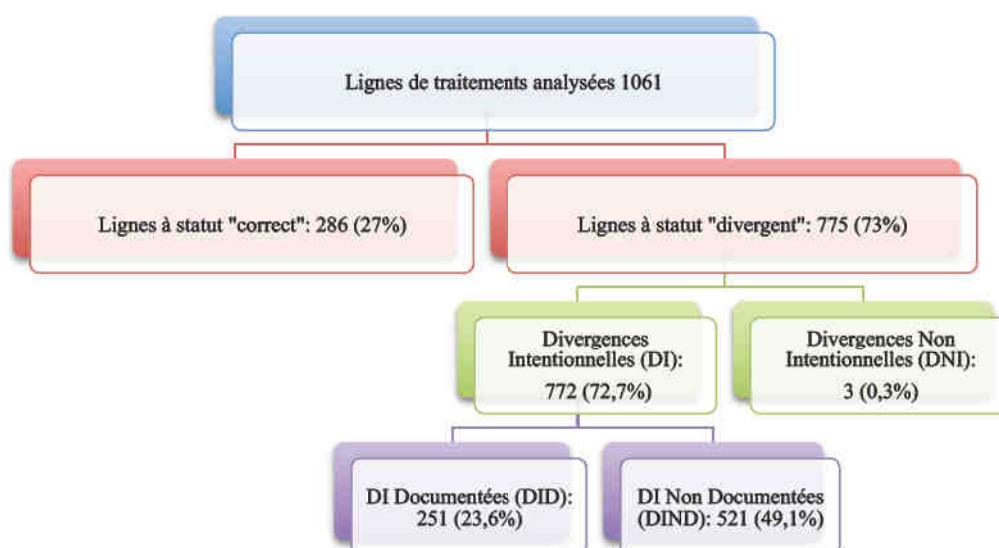 Lignes de traitements analysées 1061
Lignes à statut "correct": 286 (27%)
Lignes à statut "divergent": 775 (73%)
Divergences
Intentionnelles (DI):
772 (72,7%)
Divergences Non
Intentionnelles (DNI):
3 (0,3%)
DI Documentées (DID):
251 (23,6%)
DI Non Documentées
(DIND): 521 (49,1%)